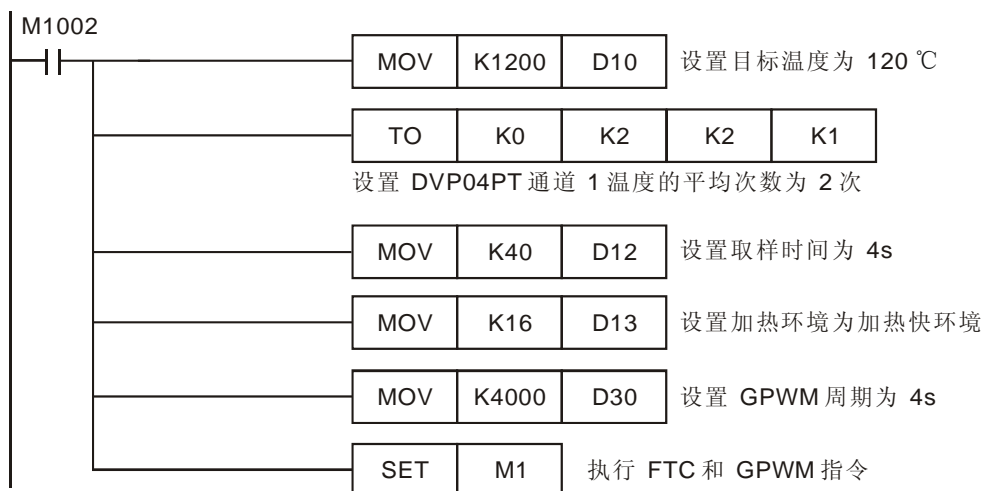 M1002
MOV K1200 D10 设置目标温度为 120 ℃
TO K0 K2 K2 K1
设置 DVP04PT 通道 1 温度的平均次数为 2 次
MOV K40 D12 设置取样时间为 4s
MOV K16 D13 设置加热环境为加热快环境
MOV K4000 D30 设置 GPWM 周期为 4s
SET M1 执行 FTC 和 GPWM 指令